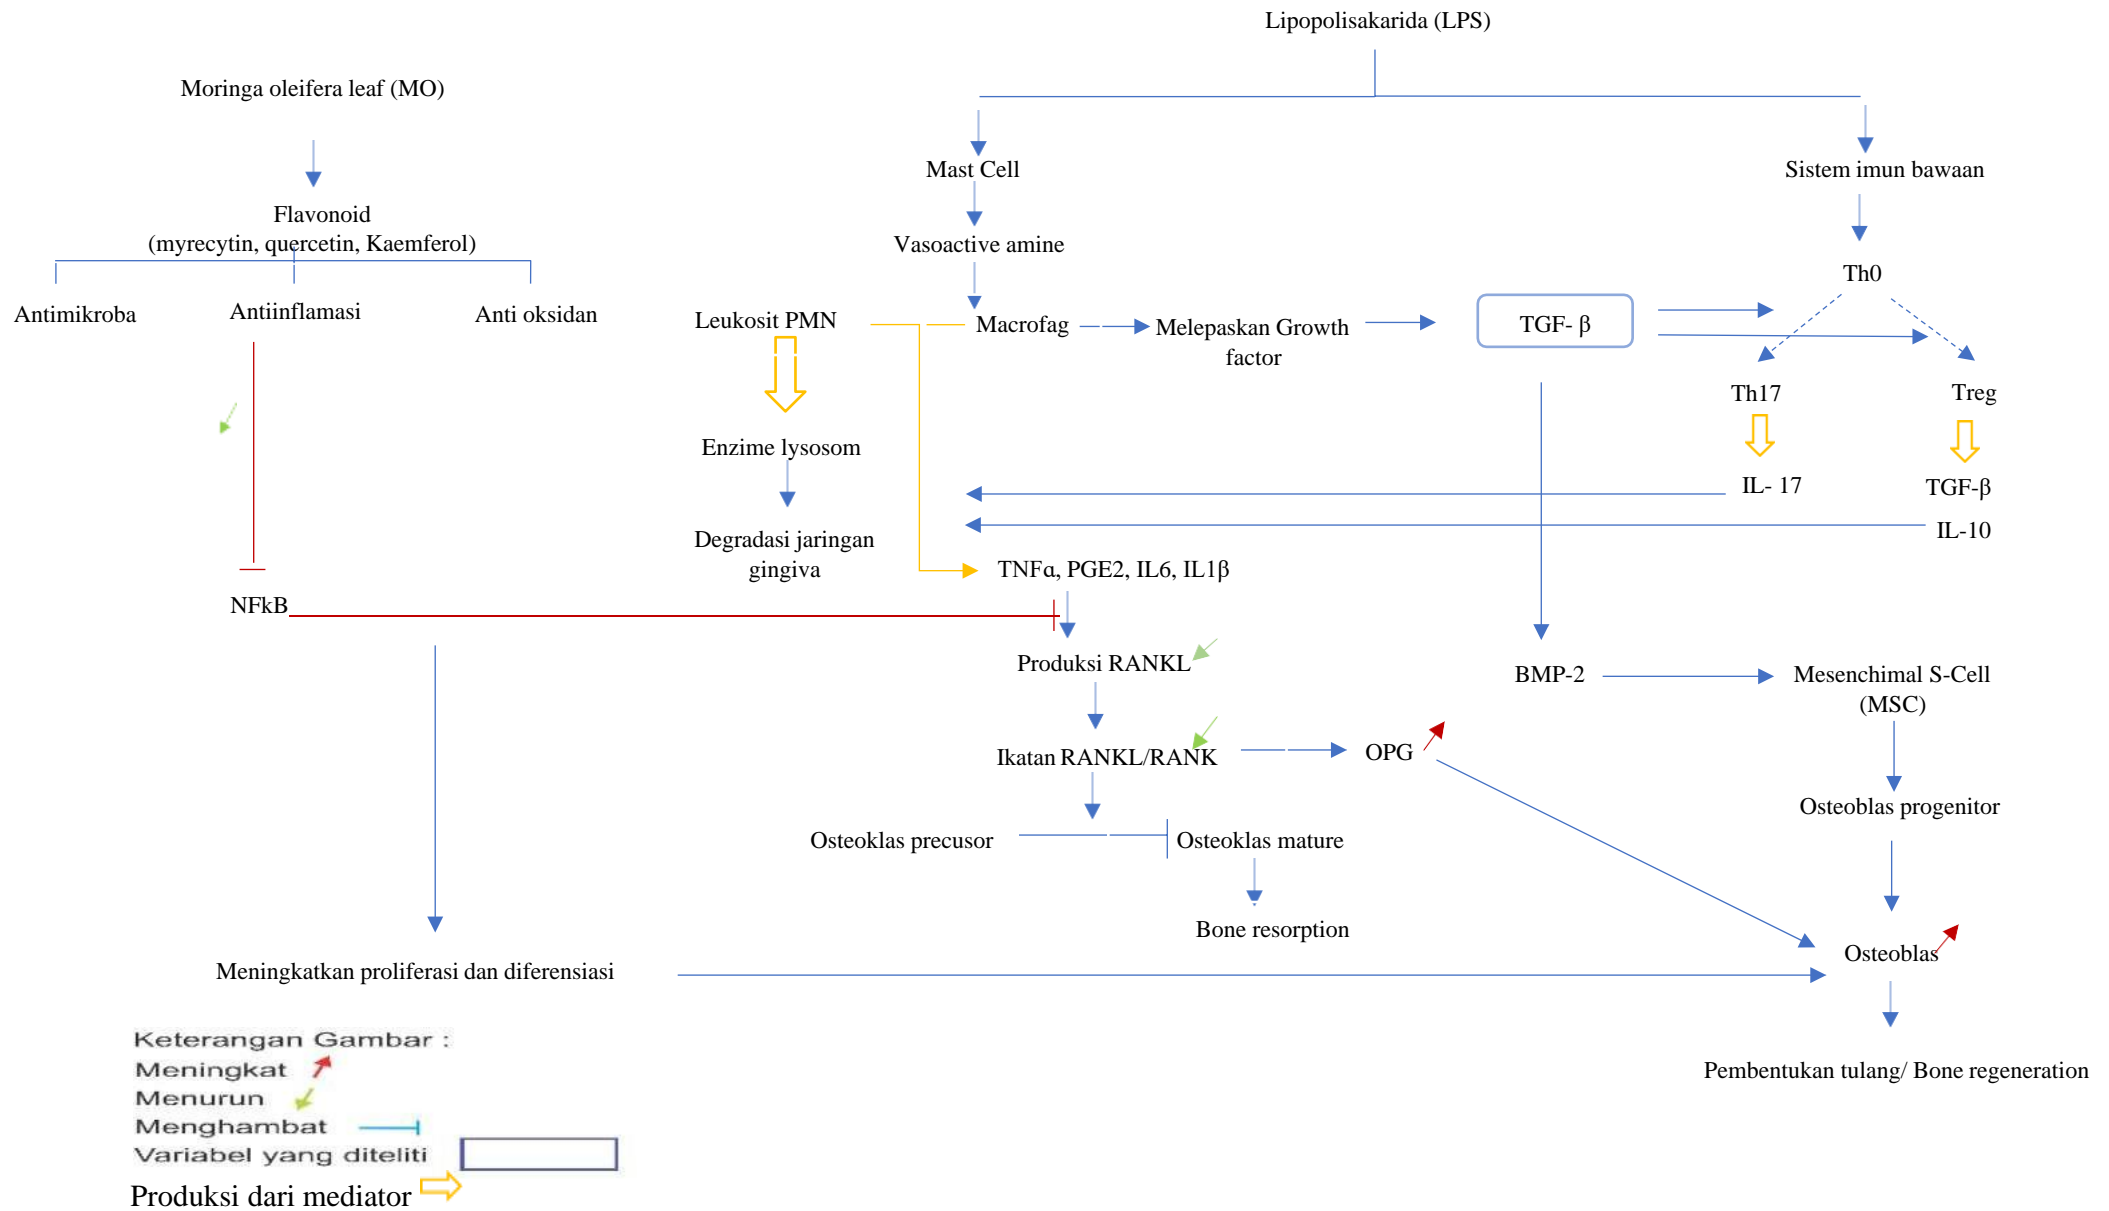 Lipopolisakarida (LPS)
Moringa oleifera leaf (MO)
Mast Cell
Sistem imun bawaan
Flavonoid
(myrecytin, quercetin, Kaemferol)
Vasoactive amine
Th0
Antimikroba
Antiinflamasi
Anti oksidan
Leukosit PMN
Macrofag
Melepaskan Growth
factor
TGF- β
Th17
Treg
Enzime lysosom
IL- 17
TGF-β
IL-10
Degradasi jaringan
gingiva
TNFα, PGE2, IL6, IL1β
NFkB
Produksi RANKL
BMP-2
Mesenchimal S-Cell
(MSC)
Ikatan RANKL/RANK
OPG
Osteoblas progenitor
Osteoklas precusor
Osteoklas mature
Bone resorption
Osteoblas
Meningkatkan proliferasi dan diferensiasi
Pembentukan tulang/ Bone regeneration
Keterangan Gambar :
Meningkat
Menurun
Menghambat
Variabel yang diteliti
Produksi dari mediator